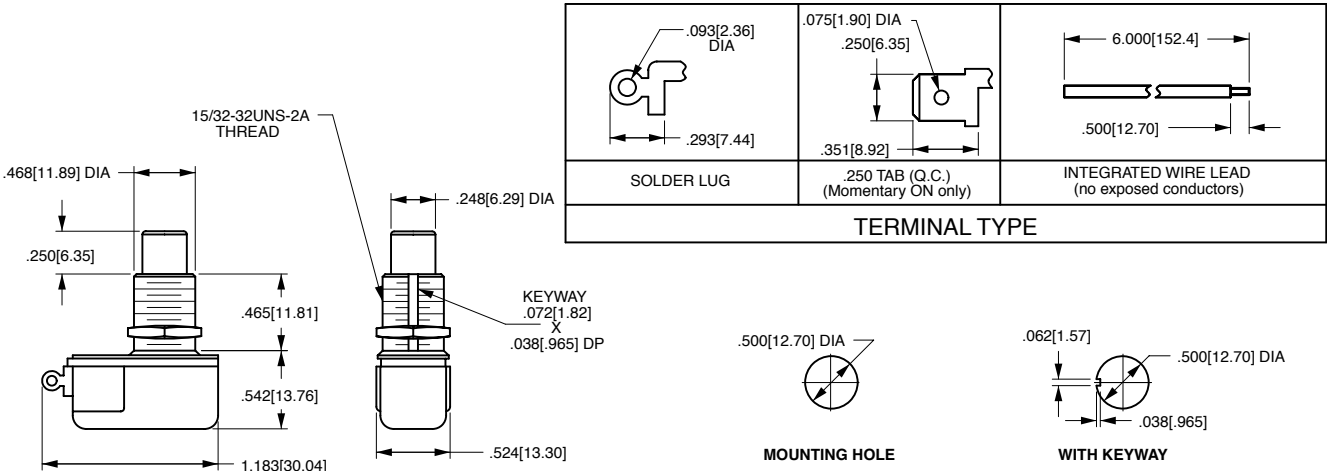 .093[2.36]
DIA
.293[7.44]
SOLDER LUG
.075[1.90] DIA
.250[6.35]
.351[8.92]
.250 TAB (Q.C.)
(Momentary ON only)
6.000[152.4]
.500[12.70]
INTEGRATED WIRE LEAD
(no exposed conductors)
TERMINAL TYPE
15/32-32UNS-2A
THREAD
.468[11.89] DIA
.250[6.35]
.465[11.81]
.542[13.76]
1.183[30.04]
.248[6.29] DIA
KEYWAY
.072[1.82]
X
.038[.965] DP
.524[13.30]
.500[12.70] DIA
MOUNTING HOLE
.062[1.57]
.500[12.70] DIA
.038[.965]
WITH KEYWAY